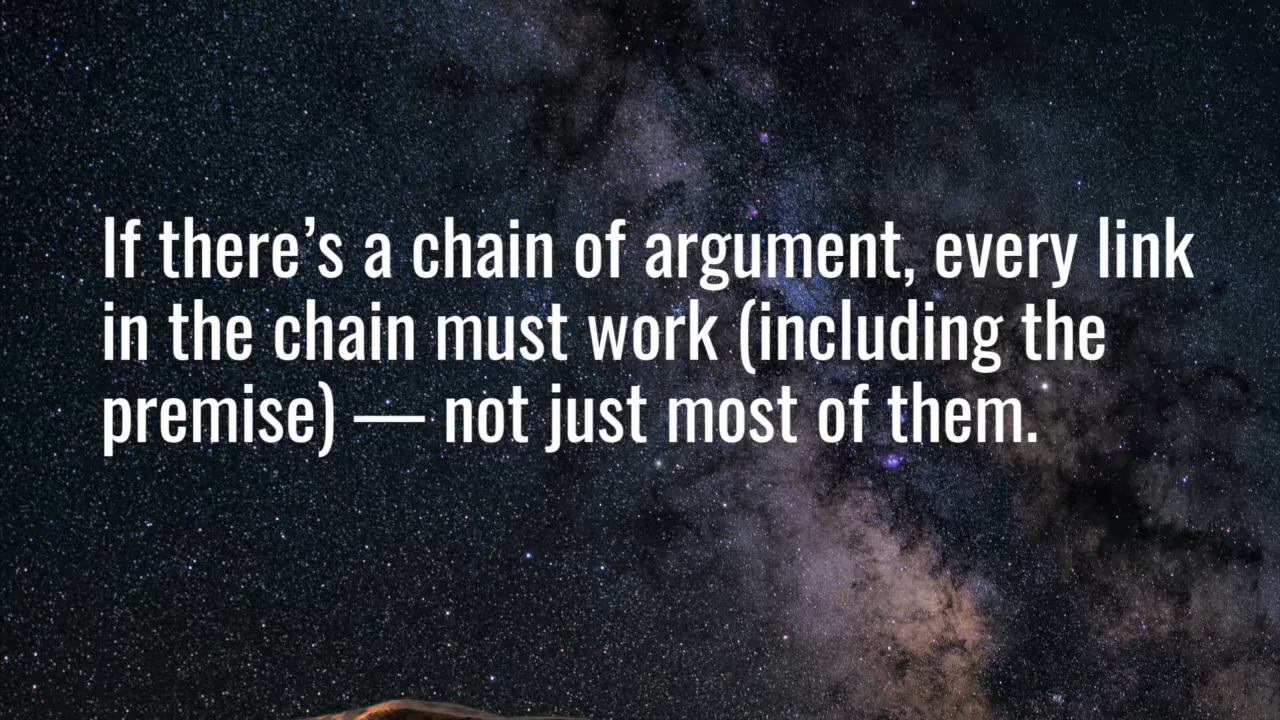 If there’s a chain of argument, every link
in the chain must work (including the
premise) — not just most of them.